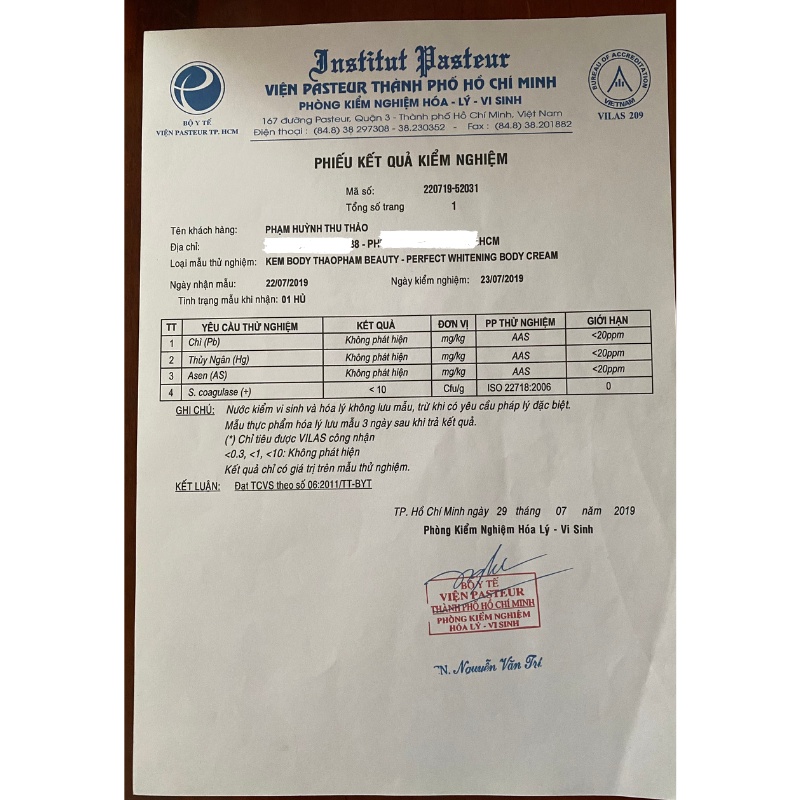 Institut Pasteur
VIỆN PASTEUR THÀNH PHỐ HỒ CHÍ MINH
PHÒNG KIỂM NGHIỆM HÓA - LÝ - VI SINH
167 đường Pasteur, Quận 3 - Thành phố Hồ Chí Minh, Việt Nam
Điện thoại : (84.8) 38 297308 - 38.230352 - Fax : (84.8) 38.201882
BỘ Y TẾ
VIỆN PASTEUR TP. HCM
BUREAU OF ACCREDITATION
VIETNAM
VILAS 209
PHIẾU KẾT QUẢ KIỂM NGHIỆM
Mã số: 220719-52031
Tổng số trang 1
Tên khách hàng: PHẠM HUỲNH THU THẢO
Địa chỉ: 38 - PH -HCM
Loại mẫu thử nghiệm: KEM BODY THAOPHAM BEAUTY - PERFECT WHITENING BODY CREAM
Ngày nhận mẫu: 22/07/2019 Ngày kiểm nghiệm: 23/07/2019
Tình trạng mẫu khi nhận: 01 HŨ
TT YÊU CẦU THỬ NGHIỆM KẾT QUẢ ĐƠN VỊ PP THỬ NGHIỆM GIỚI HẠN
1 Chì (Pb) Không phát hiện mg/kg AAS <20ppm
2 Thủy Ngân (Hg) Không phát hiện mg/kg AAS <20ppm
3 Asen (AS) Không phát hiện mg/kg AAS <20ppm
4 S. coagulase (+) < 10 Cfu/g ISO 22718:2006 0
GHI CHÚ: Nước kiểm vi sinh và hóa lý không lưu mẫu, trừ khi có yêu cầu pháp lý đặc biệt.
Mẫu thực phẩm hóa lý lưu mẫu 3 ngày sau khi trả kết quả.
(*) Chỉ tiêu được VILAS công nhận
<0.3, <1, <10: Không phát hiện
Kết quả chỉ có giá trị trên mẫu thử nghiệm.
KẾT LUẬN: Đạt TCVS theo số 06:2011/TT-BYT
TP. Hồ Chí Minh ngày 29 tháng 07 năm 2019
Phòng Kiểm Nghiệm Hóa Lý - Vi Sinh
BỘ Y TẾ
VIỆN PASTEUR
THÀNH PHỐ HỒ CHÍ MINH
PHÒNG KIỂM NGHIỆM
HÓA LÝ - VI SINH
N. Nguyễn Văn Trí